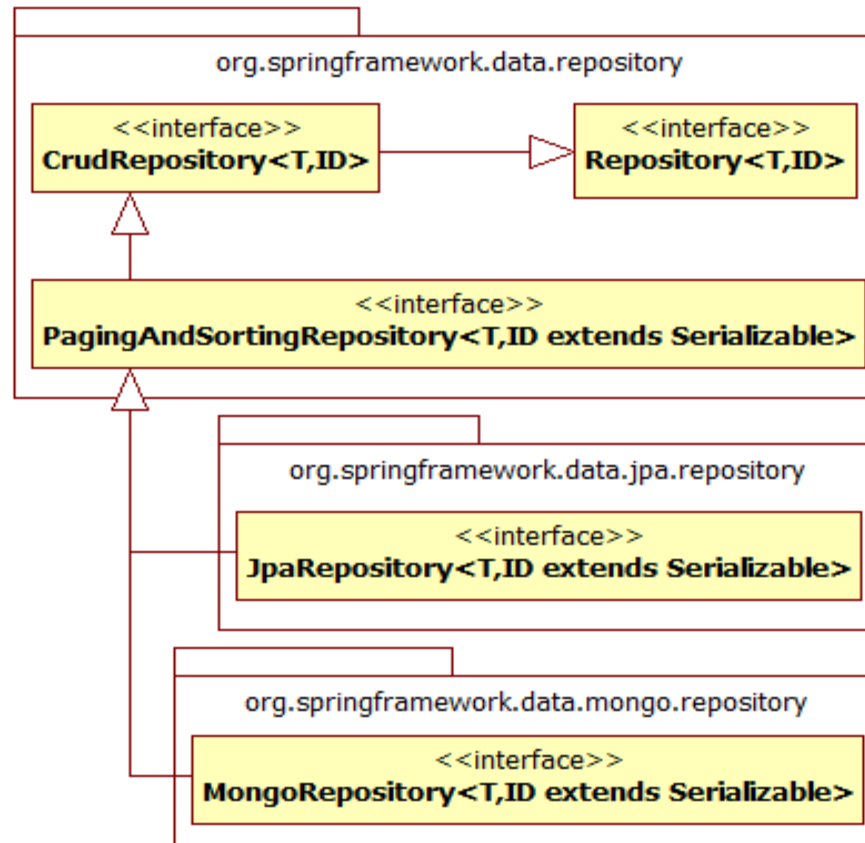 org.springframework.data.repository
<<interface>>
CrudRepository<T,ID>
<<interface>>
Repository<T,ID>
<<interface>>
PagingAndSortingRepository<T,ID extends Serializable>
org.springframework.data.jpa.repository
<<interface>>
JpaRepository<T,ID extends Serializable>
org.springframework.data.mongo.repository
<<interface>>
MongoRepository<T,ID extends Serializable>